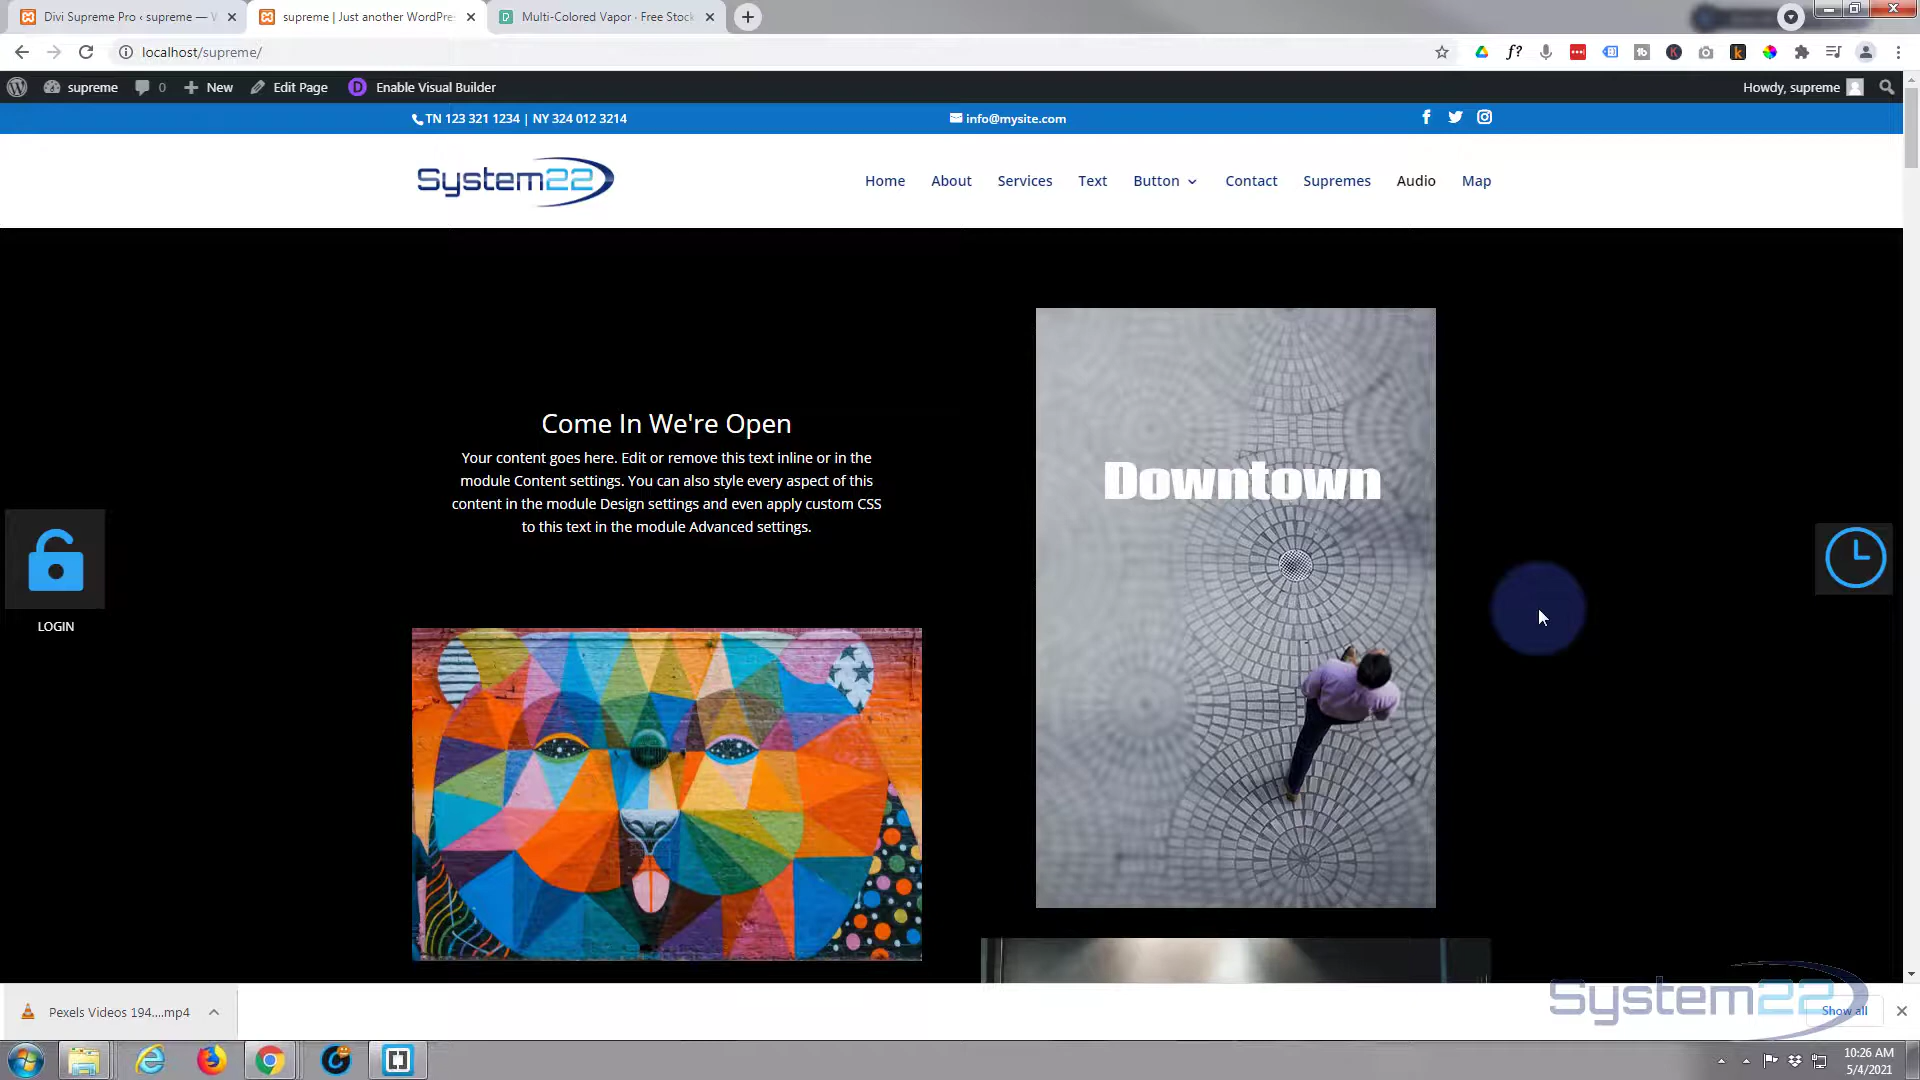 Divi Supreme Pro ‹ supreme — W
supreme | Just another WordPres
Multi-Colored Vapor · Free Stock
localhost/supreme/
supreme
0
New
Edit Page
Enable Visual Builder
Howdy, supreme
TN 123 321 1234 | NY 324 012 3214
info@mysite.com
System22
Home
About
Services
Text
Button
Contact
Supremes
Audio
Map
Come In We're Open
Your content goes here. Edit or remove this text inline or in the
module Content settings. You can also style every aspect of this
content in the module Design settings and even apply custom CSS
to this text in the module Advanced settings.
Downtown
LOGIN
Pexels Videos 194....mp4
System22
Show all
10:26 AM
5/4/2021